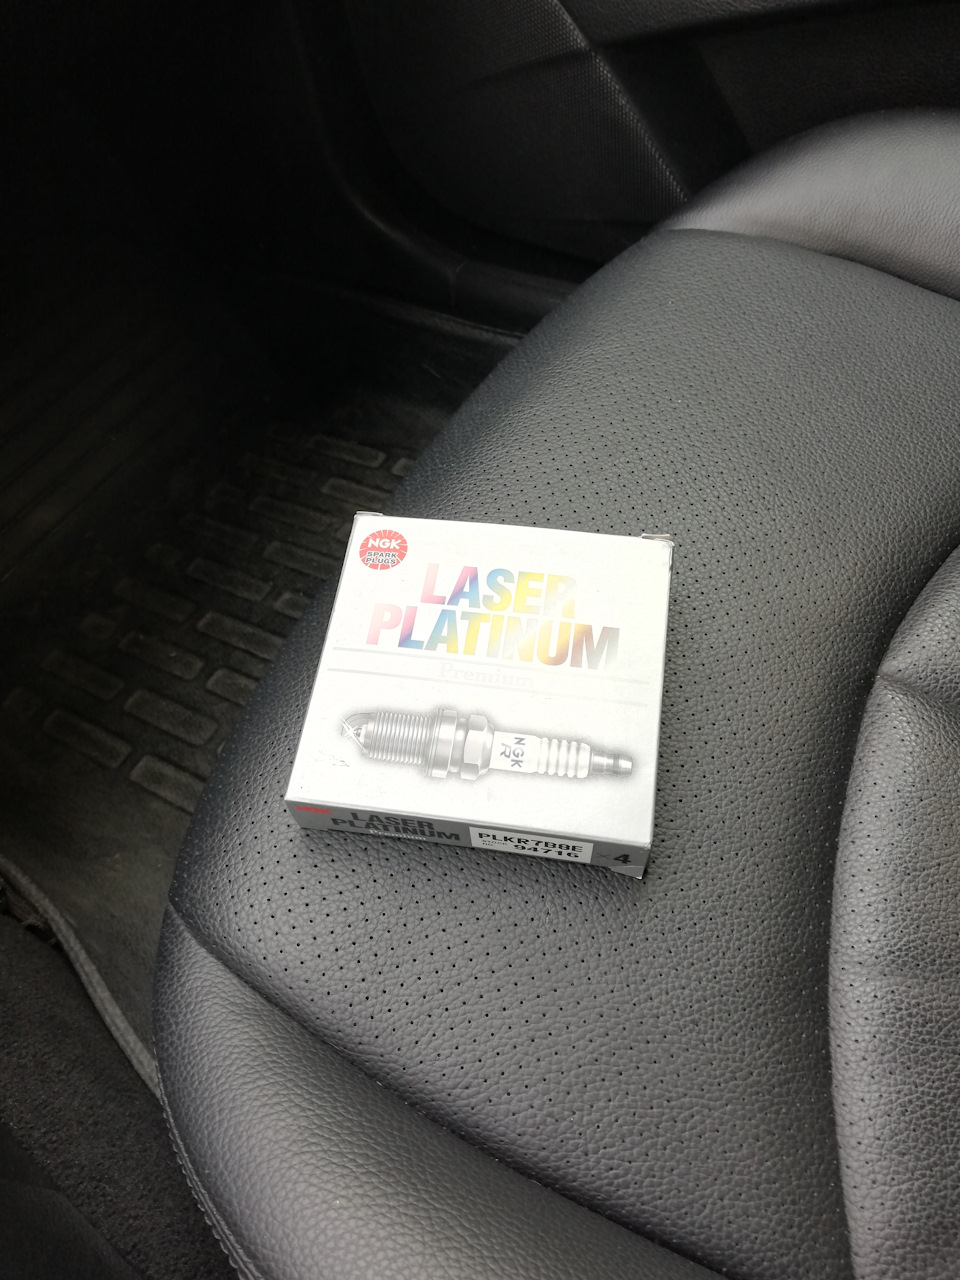 NGK
SPARK
PLUGS
LASER
PLATINUM
Premium
NGK
R
LASER
PLATINUM
PLKR7B8E
94716
4